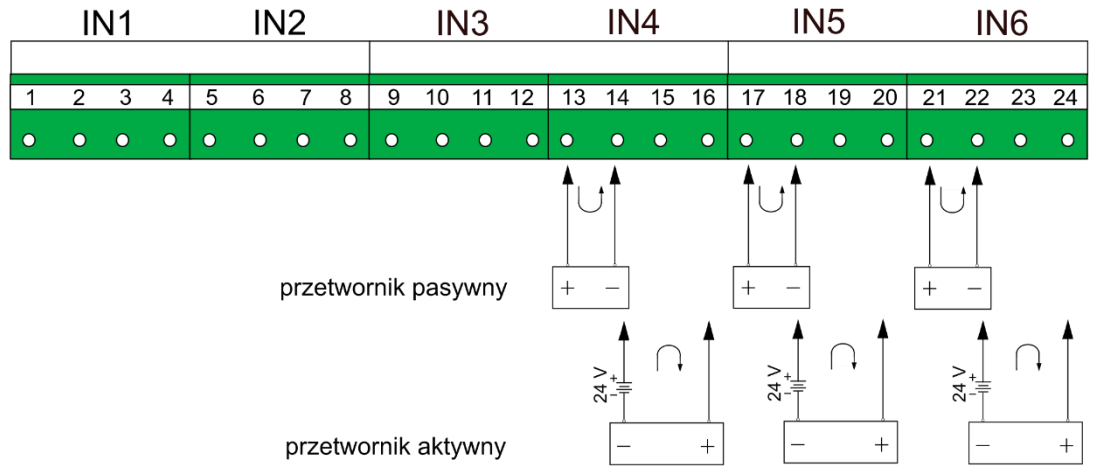 IN1 IN2 IN3 IN4 IN5 IN6
1 2 3 4 5 6 7 8 9 10 11 12 13 14 15 16 17 18 19 20 21 22 23 24
przetwornik pasywny + − + − + −
24 V + − 24 V + − 24 V + −
przetwornik aktywny − + − + − +